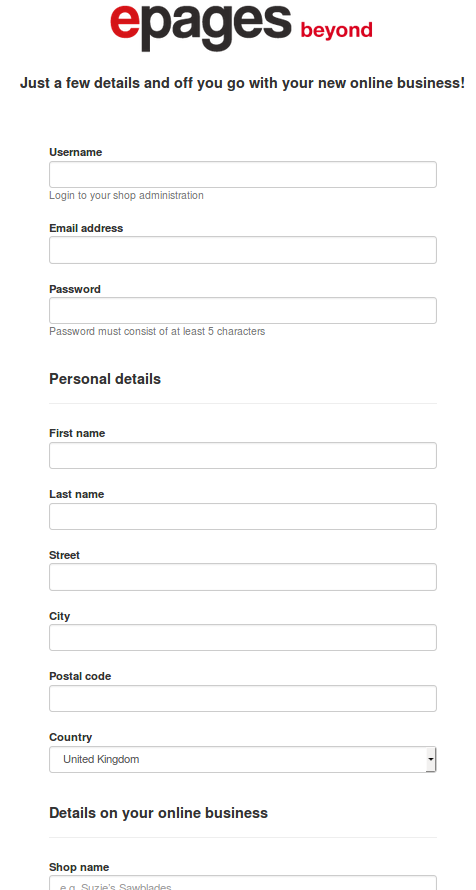 epages beyond
Just a few details and off you go with your new online business!
Username
Login to your shop administration
Email address
Password
Password must consist of at least 5 characters
Personal details
First name
Last name
Street
City
Postal code
Country
United Kingdom
Details on your online business
Shop name
e.g. Suzie's Sawblades